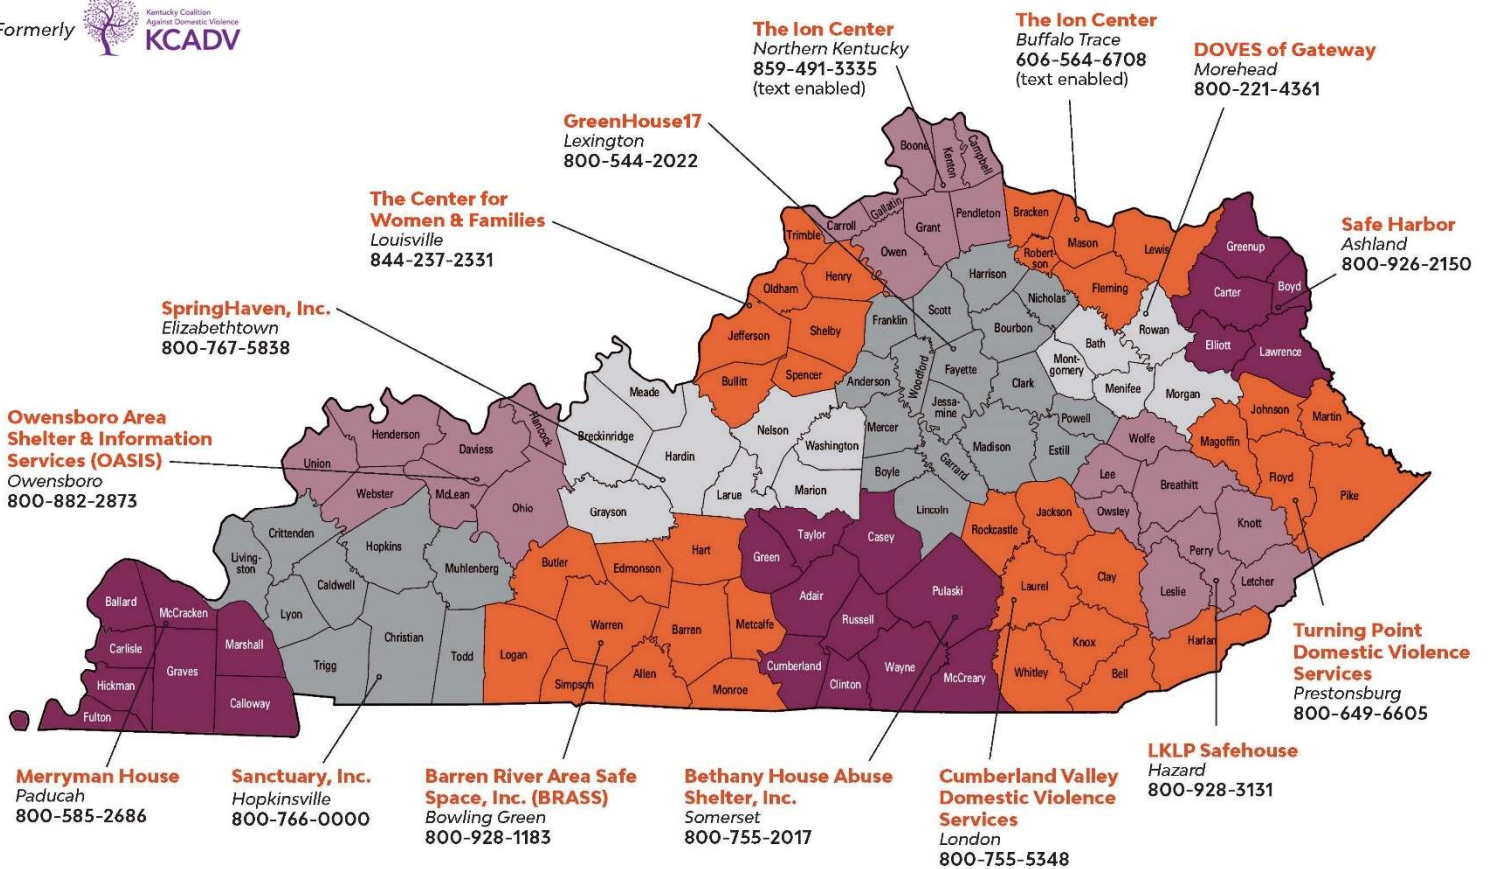 Formerly
Kentucky Coalition
Against Domestic Violence
KCADV
The Ion Center
Northern Kentucky
859-491-3335
(text enabled)
The Ion Center
Buffalo Trace
606-564-6708
(text enabled)
DOVES of Gateway
Morehead
800-221-4361
GreenHouse17
Lexington
800-544-2022
The Center for
Women & Families
Louisville
844-237-2331
Safe Harbor
Ashland
800-926-2150
SpringHaven, Inc.
Elizabethtown
800-767-5838
Owensboro Area
Shelter & Information
Services (OASIS)
Owensboro
800-882-2873
Boone
Kenton
Campbell
Gallatin
Carroll
Grant
Pendleton
Owen
Trimble
Henry
Oldham
Jefferson
Shelby
Bullitt
Spencer
Bracken
Mason
Lewis
Robert-
son
Fleming
Greenup
Carter
Boyd
Elliott
Lawrence
Harrison
Nicholas
Scott
Franklin
Bourbon
Woodford
Fayette
Anderson
Clark
Jessa-
mine
Mercer
Powell
Madison
Estill
Boyle
Garrard
Lincoln
Rowan
Bath
Mont-
gomery
Menifee
Morgan
Johnson
Martin
Magoffin
Floyd
Pike
Wolfe
Lee
Breathitt
Owsley
Knott
Perry
Leslie
Letcher
Meade
Breckinridge
Hardin
Nelson
Washington
Larue
Marion
Grayson
Hancock
Henderson
Daviess
Union
Webster
McLean
Ohio
Crittenden
Living-
ston
Hopkins
Caldwell
Muhlenberg
Lyon
Christian
Trigg
Todd
Ballard
McCracken
Carlisle
Marshall
Graves
Hickman
Calloway
Fulton
Butler
Edmonson
Hart
Warren
Barren
Metcalfe
Logan
Simpson
Allen
Monroe
Taylor
Green
Casey
Adair
Pulaski
Russell
Cumberland
Clinton
Wayne
McCreary
Rockcastle
Jackson
Laurel
Clay
Knox
Whitley
Bell
Harlan
Merryman House
Paducah
800-585-2686
Sanctuary, Inc.
Hopkinsville
800-766-0000
Barren River Area Safe
Space, Inc. (BRASS)
Bowling Green
800-928-1183
Bethany House Abuse
Shelter, Inc.
Somerset
800-755-2017
Cumberland Valley
Domestic Violence
Services
London
800-755-5348
LKLP Safehouse
Hazard
800-928-3131
Turning Point
Domestic Violence
Services
Prestonsburg
800-649-6605